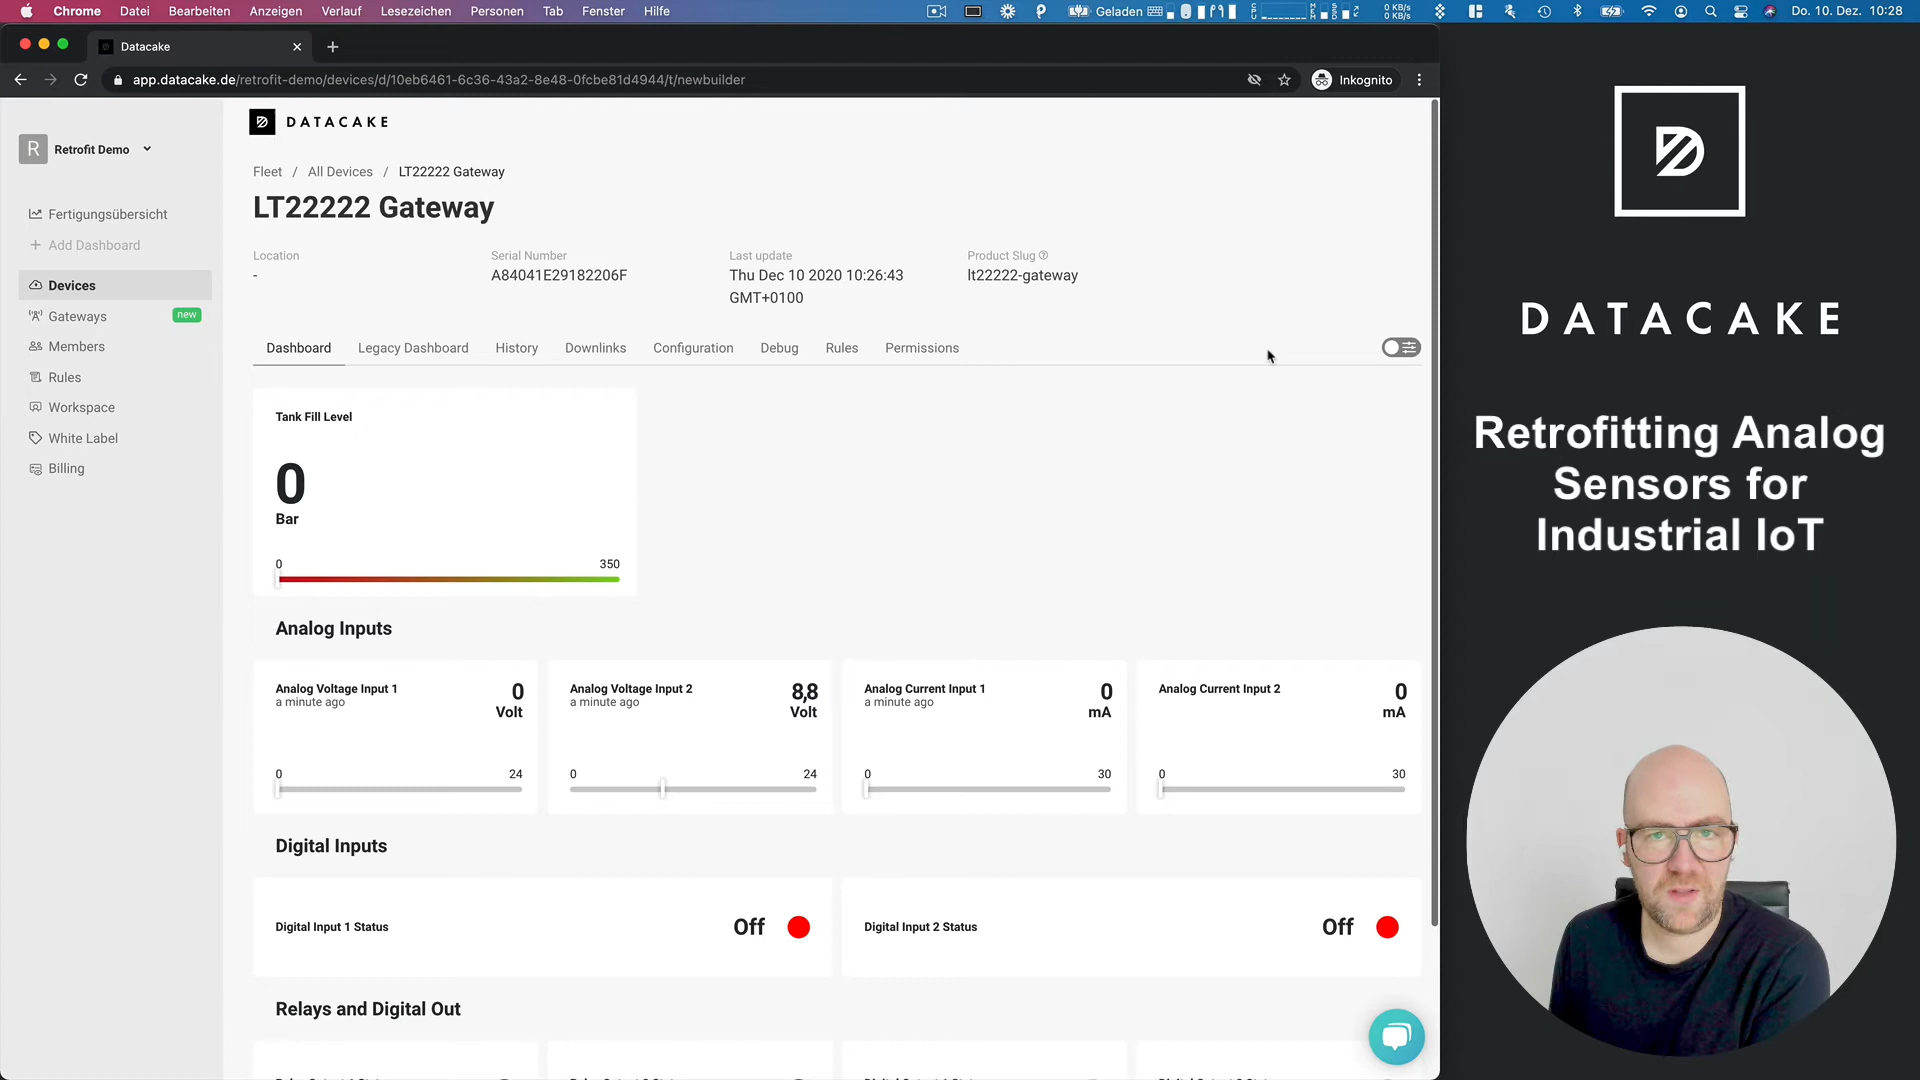 Chrome Datei Bearbeiten Anzeigen Verlauf Lesezeichen Personen Tab Fenster Hilfe
Geladen
0 KB/s
0 KB/s
Do. 10. Dez. 10:28
Datacake
app.datacake.de/retrofit-demo/devices/d/10eb6461-6c36-43a2-8e48-0fcbe81d4944/t/newbuilder
Inkognito
R Retrofit Demo
Fertigungsübersicht
+ Add Dashboard
Devices
Gateways new
Members
Rules
Workspace
White Label
Billing
DATACAKE
Fleet / All Devices / LT22222 Gateway
LT22222 Gateway
Location
-
Serial Number
A84041E29182206F
Last update
Thu Dec 10 2020 10:26:43
GMT+0100
Product Slug
lt22222-gateway
Dashboard Legacy Dashboard History Downlinks Configuration Debug Rules Permissions
Tank Fill Level
0
Bar
0 350
Analog Inputs
Analog Voltage Input 1
a minute ago
0
Volt
0 24
Analog Voltage Input 2
a minute ago
8,8
Volt
0 24
Analog Current Input 1
a minute ago
0
mA
0 30
Analog Current Input 2
0
mA
0 30
Digital Inputs
Digital Input 1 Status Off
Digital Input 2 Status Off
Relays and Digital Out
DATACAKE
Retrofitting Analog
Sensors for
Industrial IoT